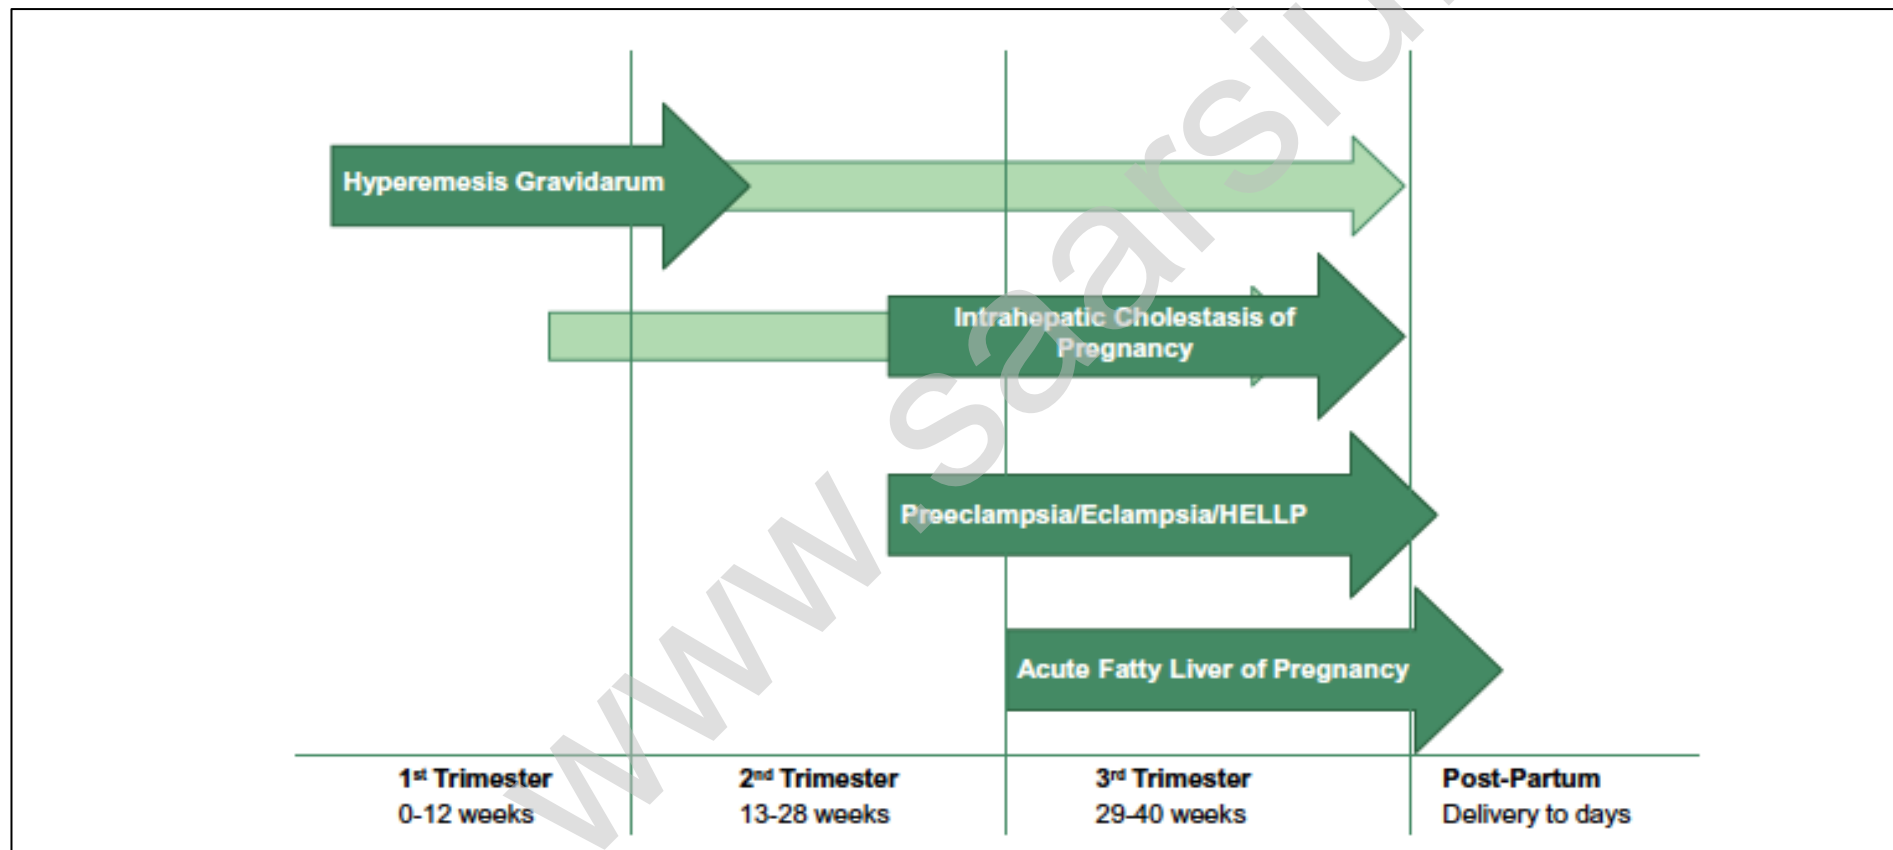 Hyperemesis Gravidarum
Intrahepatic Cholestasis of
Pregnancy
Preeclampsia/Eclampsia/HELLP
Acute Fatty Liver of Pregnancy
1st Trimester
0-12 weeks
2nd Trimester
13-28 weeks
3rd Trimester
29-40 weeks
Post-Partum
Delivery to days
www.saarsiu